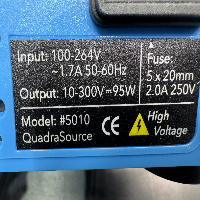 Input: 100-264V
~1.7A 50-60Hz
Output: 10-300V⎓95W
Fuse:
5 x 20mm
2.0A 250V
Model: #5010
QuadraSource
CE
High
Voltage